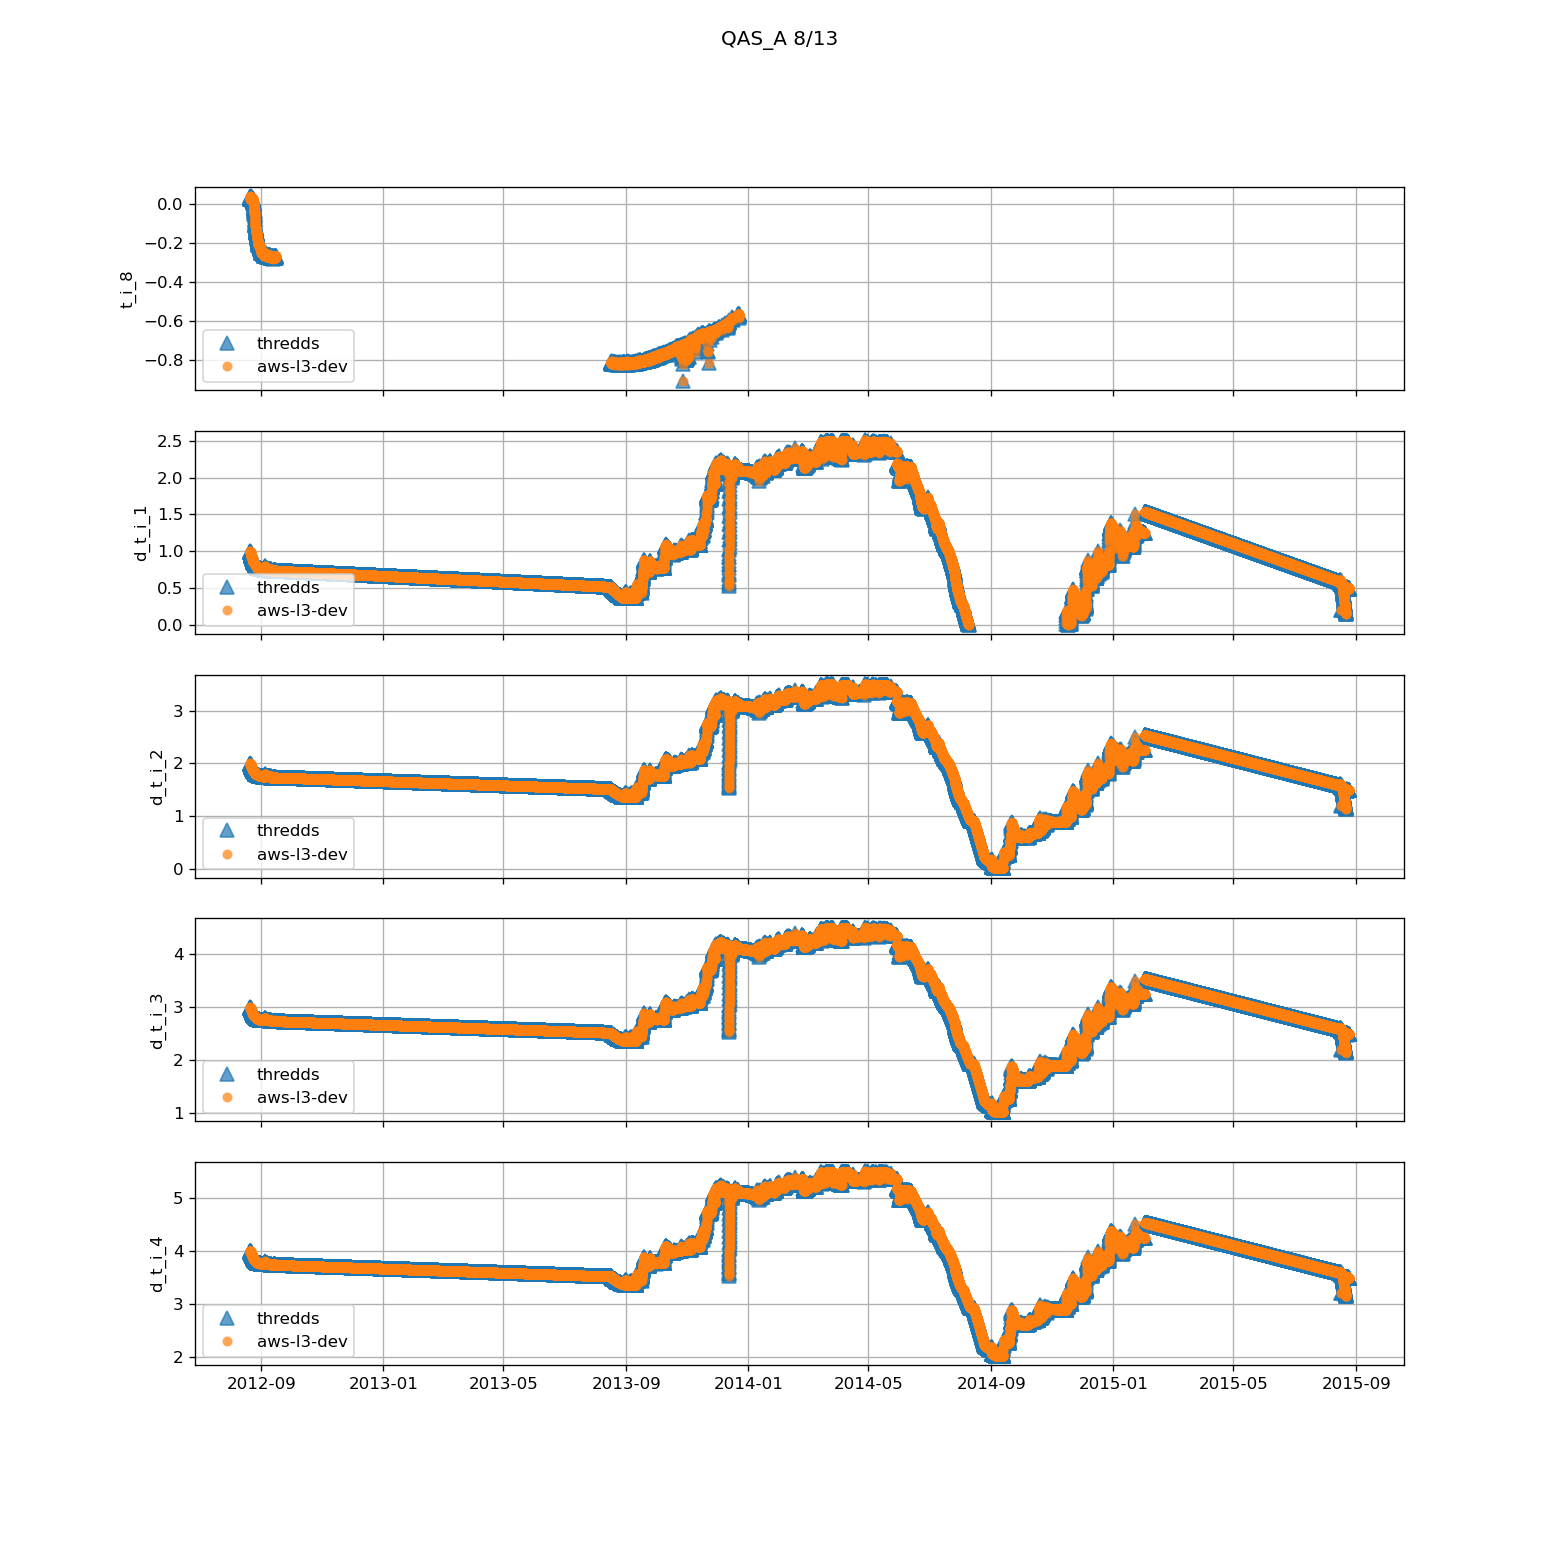 QAS_A 8/13
t_i_8
0.0
−0.2
−0.4
−0.6
−0.8
thredds
aws-l3-dev
d_t_i_1
2.5
2.0
1.5
1.0
0.5
0.0
thredds
aws-l3-dev
d_t_i_2
3
2
1
0
thredds
aws-l3-dev
d_t_i_3
4
3
2
1
thredds
aws-l3-dev
d_t_i_4
5
4
3
2
thredds
aws-l3-dev
2012-09 2013-01 2013-05 2013-09 2014-01 2014-05 2014-09 2015-01 2015-05 2015-09